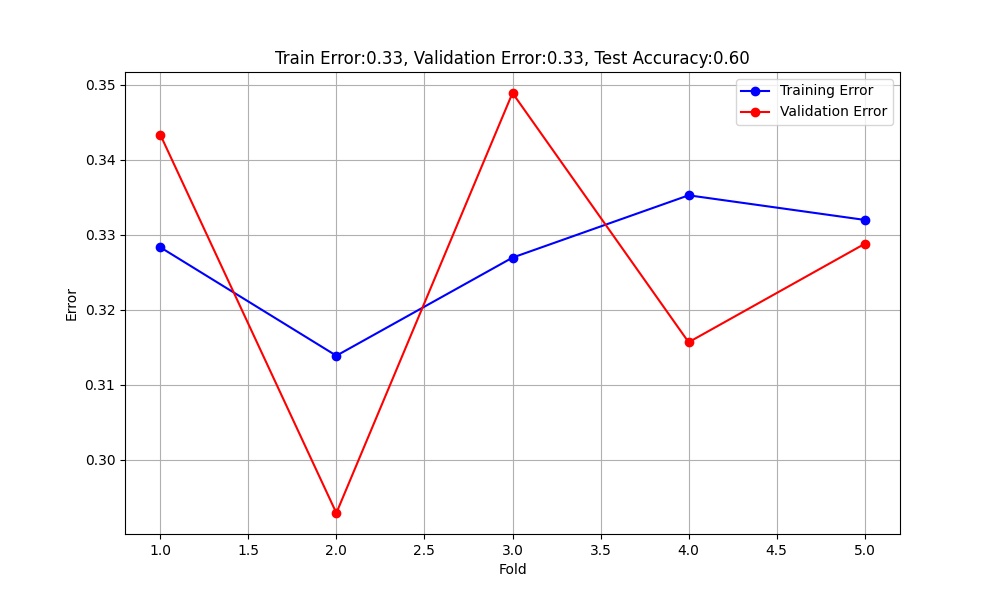 Train Error:0.33, Validation Error:0.33, Test Accuracy:0.60
Training Error
Validation Error
0.35
0.34
0.33
0.32
0.31
0.30
Error
1.0 1.5 2.0 2.5 3.0 3.5 4.0 4.5 5.0
Fold